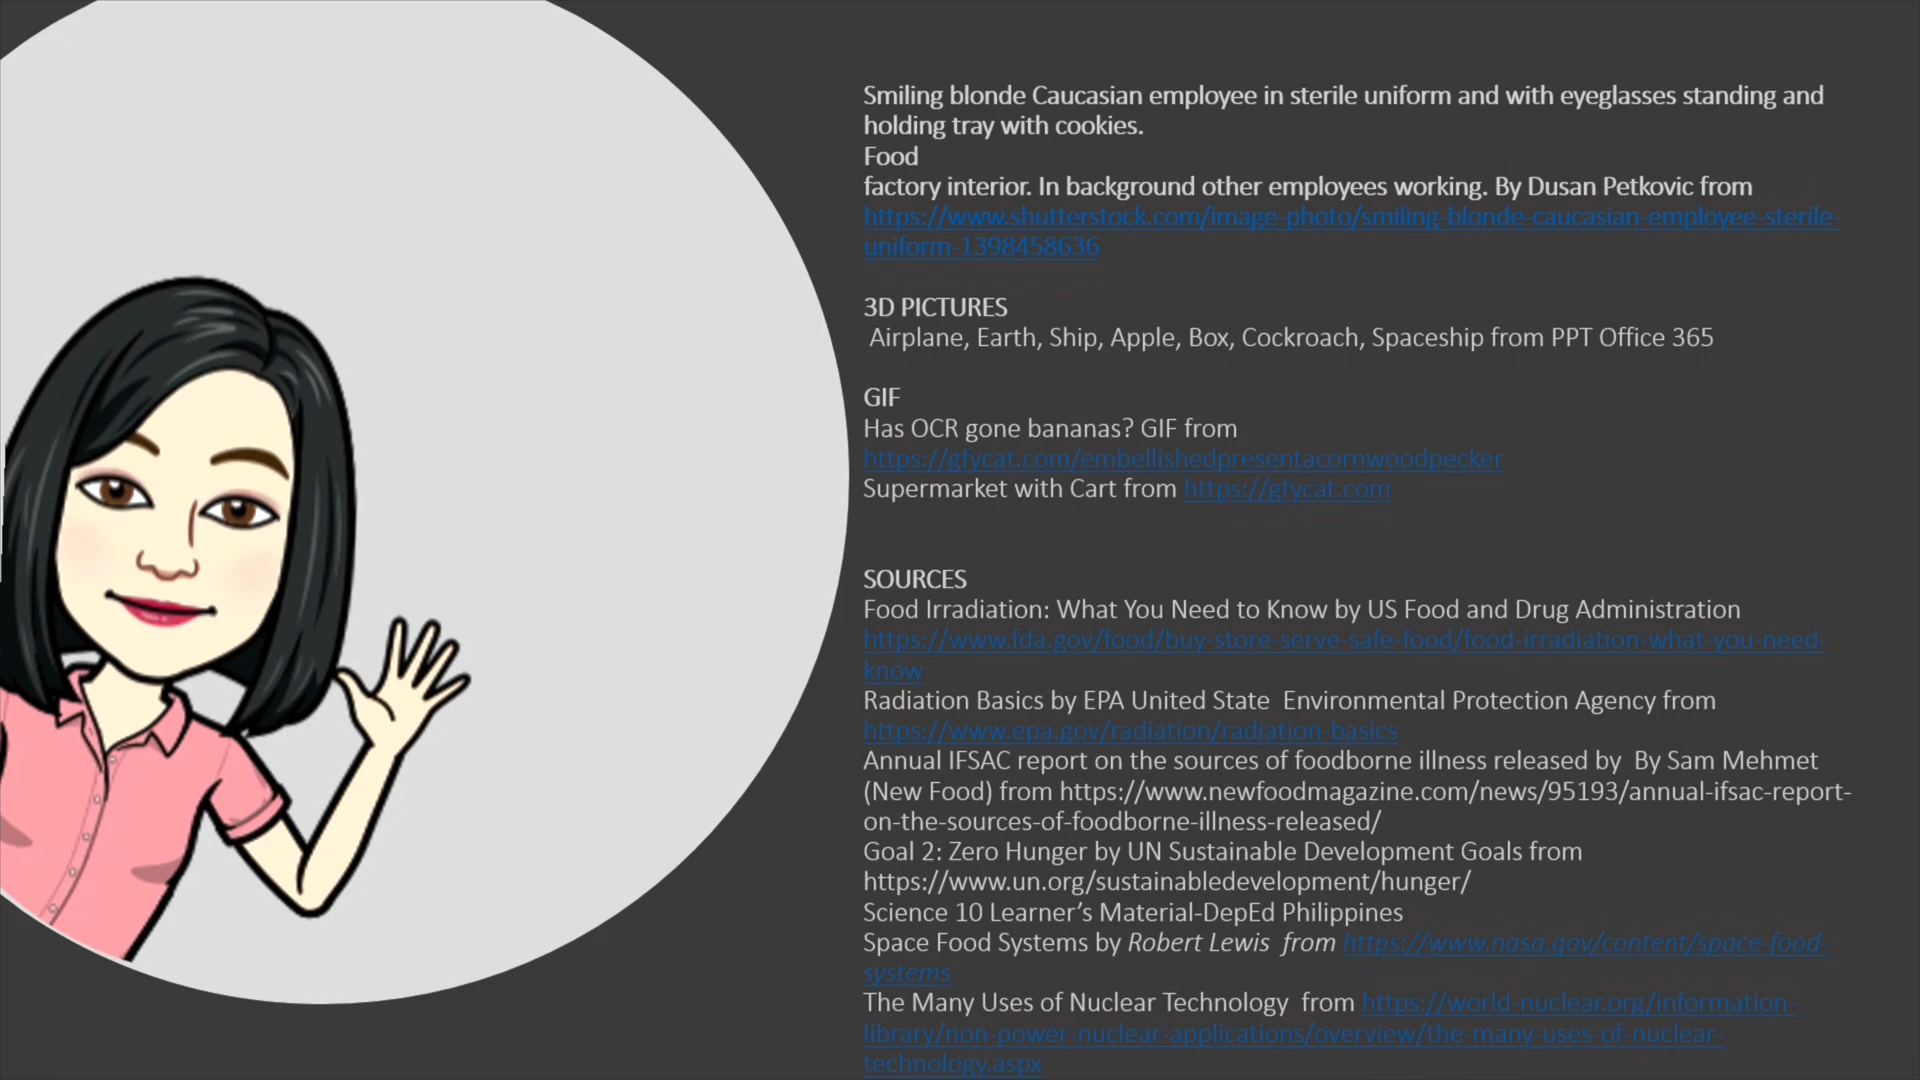 Smiling blonde Caucasian employee in sterile uniform and with eyeglasses standing and
holding tray with cookies.
Food
factory interior. In background other employees working. By Dusan Petkovic from
https://www.shutterstock.com/image-photo/smiling-blonde-caucasian-employee-sterile-
uniform-1398458636
3D PICTURES
Airplane, Earth, Ship, Apple, Box, Cockroach, Spaceship from PPT Office 365
GIF
Has OCR gone bananas? GIF from
https://gfycat.com/embellishedpresentacornwoodpecker
Supermarket with Cart from https://gfycat.com
SOURCES
Food Irradiation: What You Need to Know by US Food and Drug Administration
https://www.fda.gov/food/buy-store-serve-safe-food/food-irradiation-what-you-need-
know
Radiation Basics by EPA United State  Environmental Protection Agency from
https://www.epa.gov/radiation/radiation-basics
Annual IFSAC report on the sources of foodborne illness released by  By Sam Mehmet
(New Food) from https://www.newfoodmagazine.com/news/95193/annual-ifsac-report-
on-the-sources-of-foodborne-illness-released/
Goal 2: Zero Hunger by UN Sustainable Development Goals from
https://www.un.org/sustainabledevelopment/hunger/
Science 10 Learner’s Material-DepEd Philippines
Space Food Systems by Robert Lewis  from https://www.nasa.gov/content/space-food-
systems
The Many Uses of Nuclear Technology  from https://world-nuclear.org/information-
library/non-power-nuclear-applications/overview/the-many-uses-of-nuclear-
technology.aspx